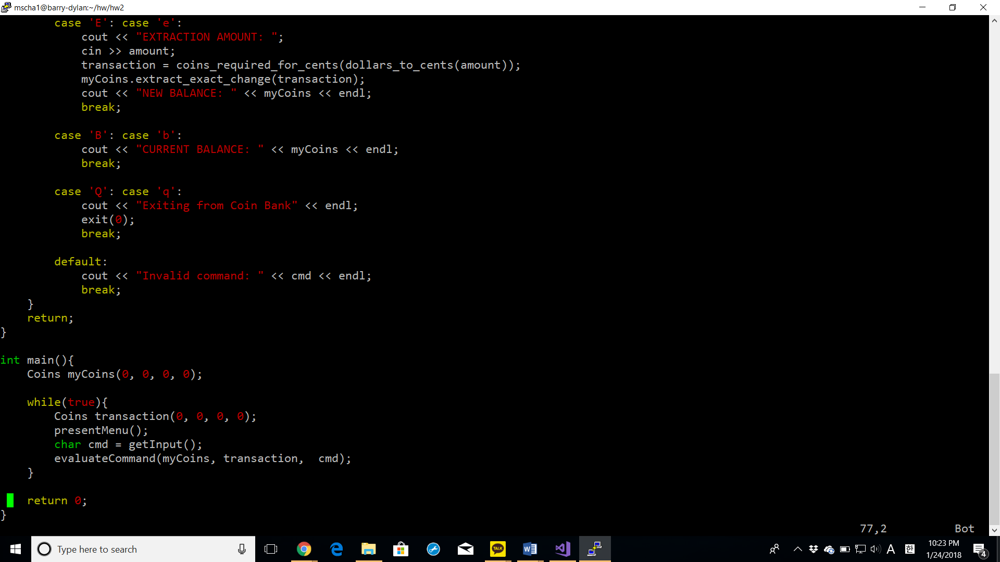 mscha1@barry-dylan:~/hw/hw2
        case 'E': case 'e':
            cout << "EXTRACTION AMOUNT: ";
            cin >> amount;
            transaction = coins_required_for_cents(dollars_to_cents(amount));
            myCoins.extract_exact_change(transaction);
            cout << "NEW BALANCE: " << myCoins << endl;
            break;

        case 'B': case 'b':
            cout << "CURRENT BALANCE: " << myCoins << endl;
            break;

        case 'Q': case 'q':
            cout << "Exiting from Coin Bank" << endl;
            exit(0);
            break;

        default:
            cout << "Invalid command: " << cmd << endl;
            break;
    }
    return;
}

int main(){
    Coins myCoins(0, 0, 0, 0);

    while(true){
        Coins transaction(0, 0, 0, 0);
        presentMenu();
        char cmd = getInput();
        evaluateCommand(myCoins, transaction,  cmd);
    }

    return 0;
}
77,2 Bot
Type here to search
TALK
A 한
10:23 PM
1/24/2018
4